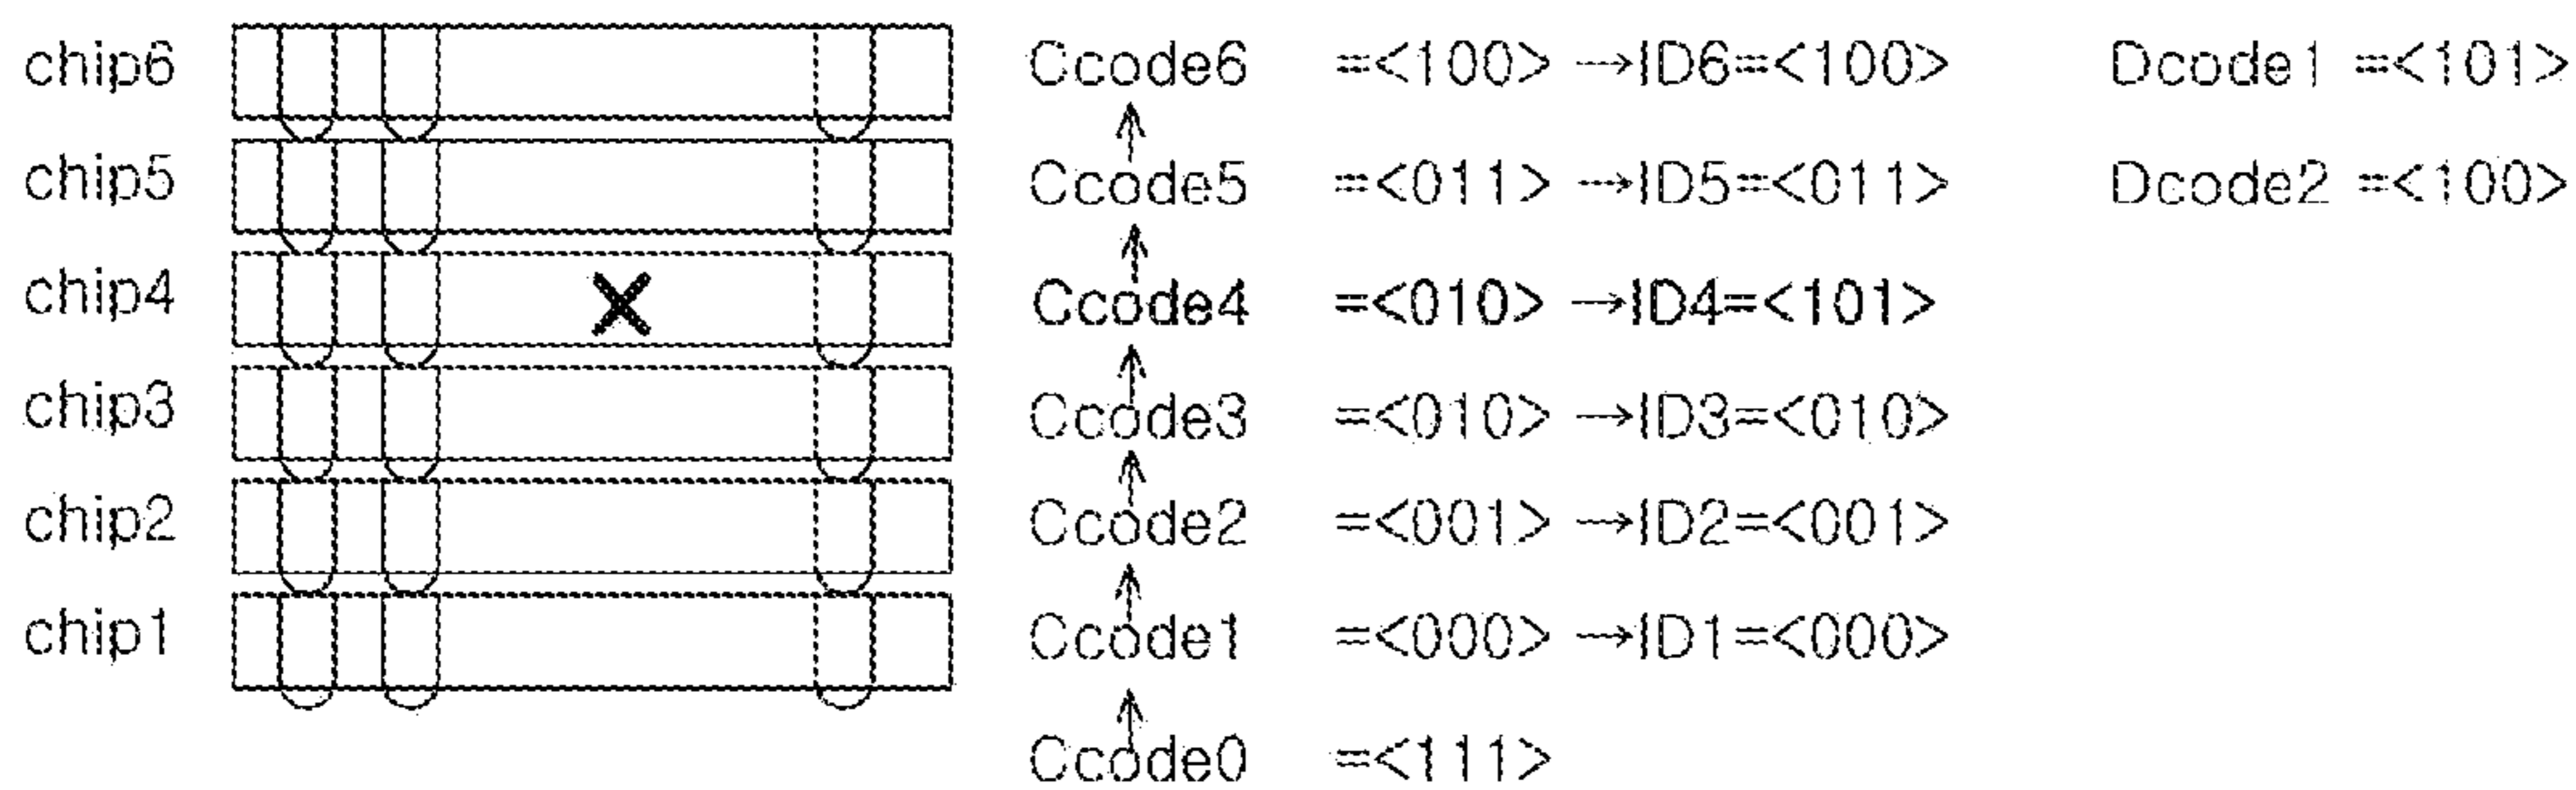 chip6 Ccode6 =<100> →ID6=<100> Dcode1 =<101>
chip5 Ccode5 =<011> →ID5=<011> Dcode2 =<100>
chip4 Ccode4 =<010> →ID4=<101>
chip3 Ccode3 =<010> →ID3=<010>
chip2 Ccode2 =<001> →ID2=<001>
chip1 Ccode1 =<000> →ID1=<000>
Ccode0 =<111>